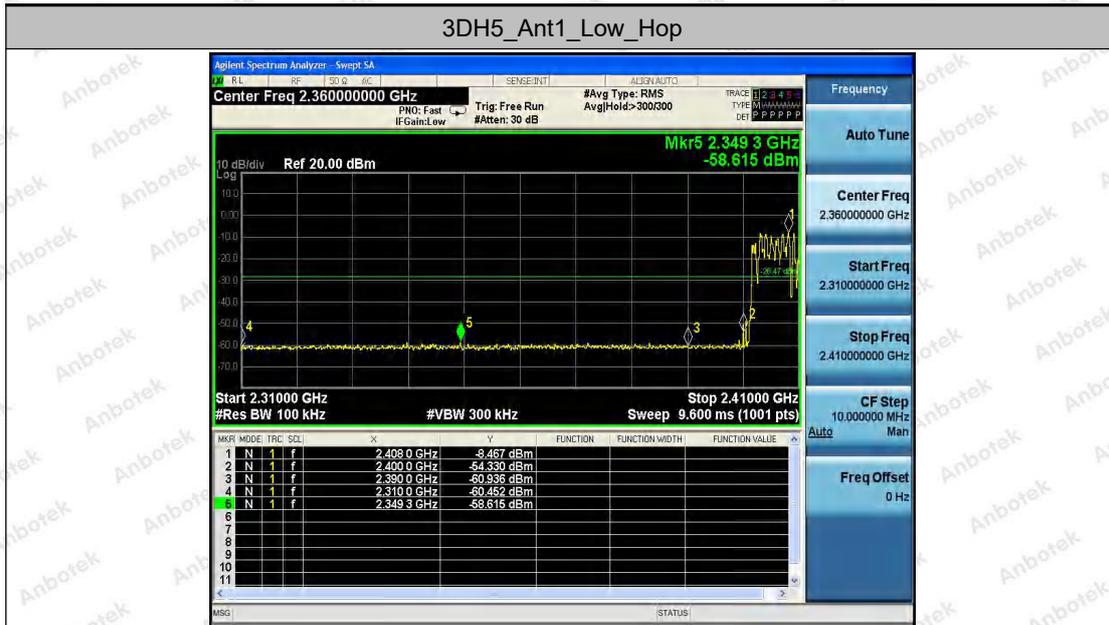 3DH5_Ant1_Low_Hop
Agilent Spectrum Analyzer - Swept SA
RL RF 50 Ω AC SENSE:INT ALIGN AUTO
Center Freq 2.360000000 GHz
PNO: Fast
IFGain:Low
Trig: Free Run
#Atten: 30 dB
#Avg Type: RMS
Avg|Hold:>300/300
TRACE 1 2 3 4 5 6
TYPE M
DET P P P P P P
Mkr5 2.349 3 GHz
-58.615 dBm
10 dB/div Ref 20.00 dBm
Log
10.0
0.00
-10.0
-20.0
-30.0
-40.0
-50.0
-60.0
-70.0
1
2
3
4
5
Start 2.31000 GHz
Stop 2.41000 GHz
#Res BW 100 kHz
#VBW 300 kHz
Sweep 9.600 ms (1001 pts)
MKR MODE TRC SCL X Y FUNCTION FUNCTION WIDTH FUNCTION VALUE
1 N 1 f 2.408 0 GHz -8.467 dBm
2 N 1 f 2.400 0 GHz -54.330 dBm
3 N 1 f 2.390 0 GHz -60.936 dBm
4 N 1 f 2.310 0 GHz -60.452 dBm
5 N 1 f 2.349 3 GHz -58.615 dBm
6
7
8
9
10
11
MSG
STATUS
Frequency
Auto Tune
Center Freq
2.360000000 GHz
Start Freq
2.310000000 GHz
Stop Freq
2.410000000 GHz
CF Step
10.000000 MHz
Auto Man
Freq Offset
0 Hz
Anbotek